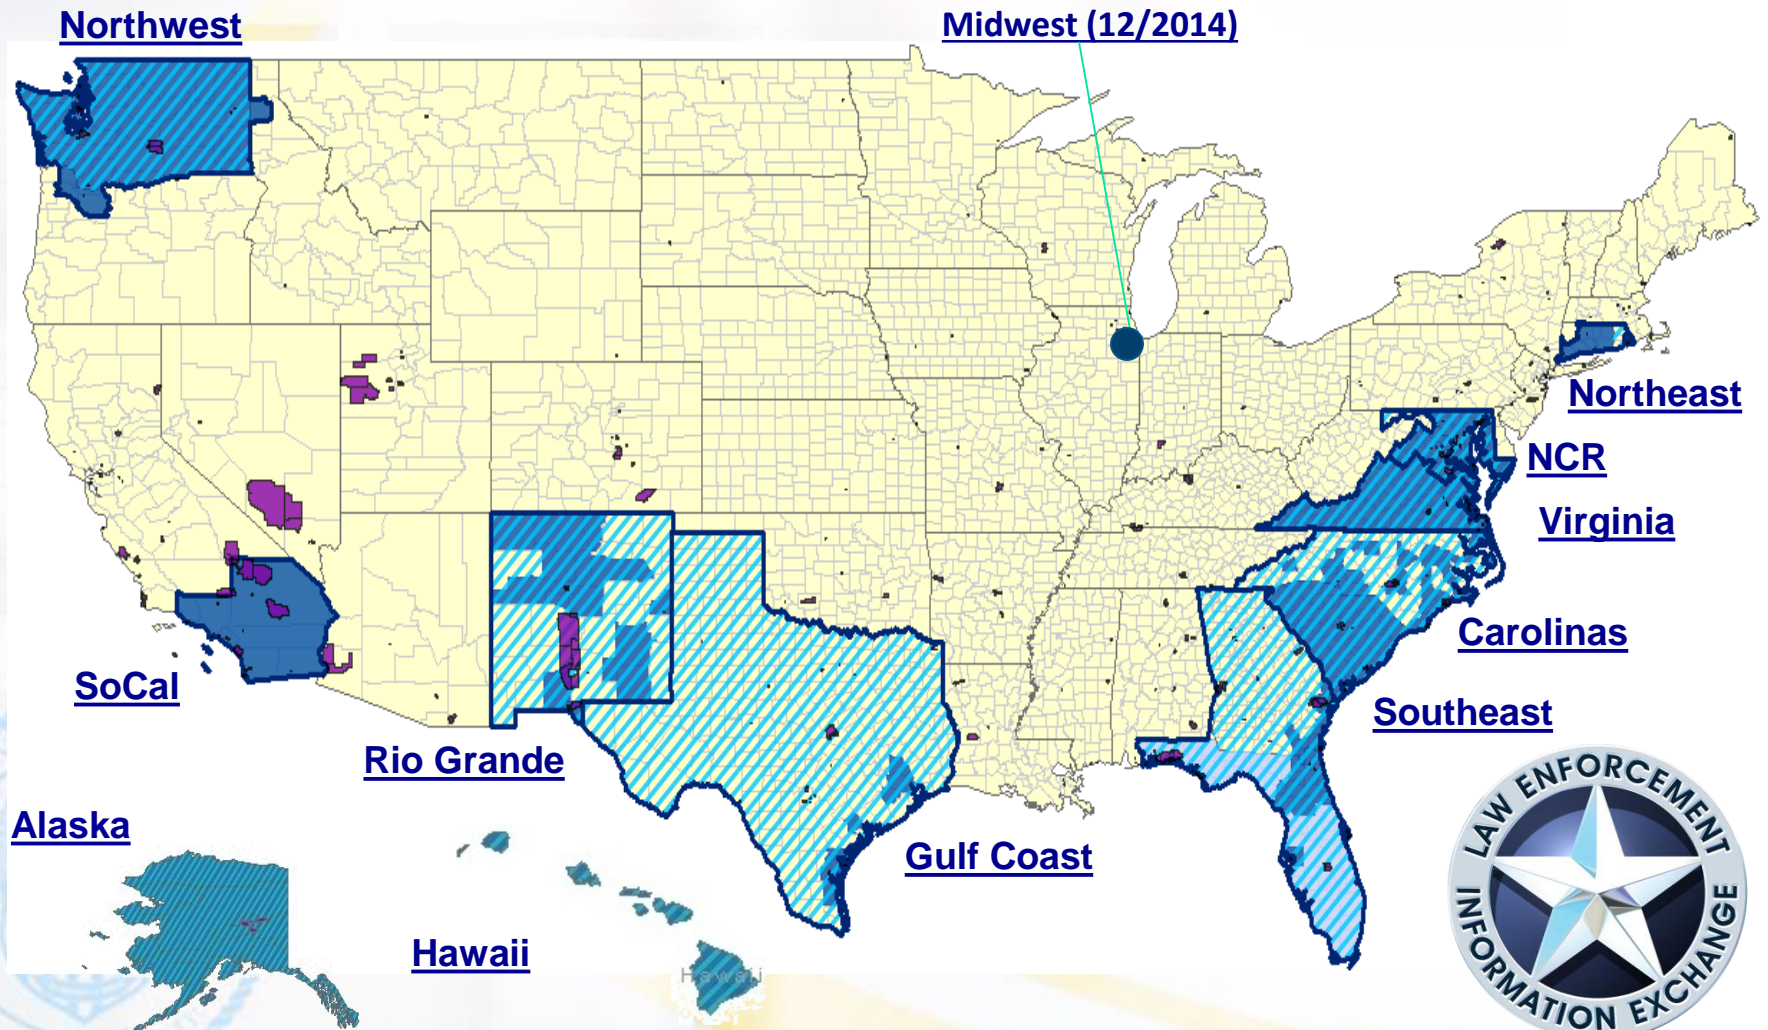 Northwest
Midwest (12/2014)
Northeast
NCR
Virginia
Carolinas
SoCal
Southeast
Rio Grande
Alaska
Gulf Coast
Hawaii
Hawaii
LAW ENFORCEMENT
INFORMATION EXCHANGE